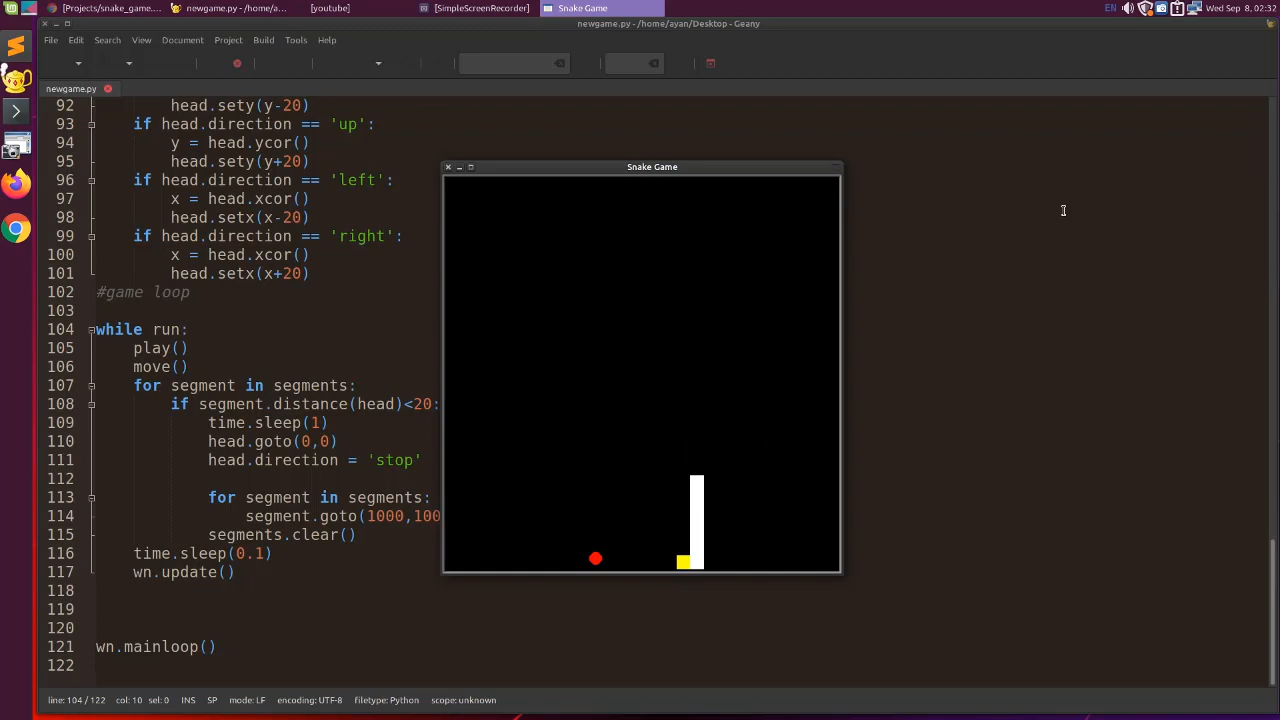 [Projects/snake_game....
newgame.py - /home/a...
[youtube]
[SimpleScreenRecorder]
Snake Game
EN
Wed Sep 8, 02:32
newgame.py - /home/ayan/Desktop - Geany
File Edit Search View Document Project Build Tools Help
newgame.py
92 head.sety(y-20)
93 if head.direction == 'up':
94 y = head.ycor()
95 head.sety(y+20)
96 if head.direction == 'left':
97 x = head.xcor()
98 head.setx(x-20)
99 if head.direction == 'right':
100 x = head.xcor()
101 head.setx(x+20)
102 #game loop
103
104 while run:
105 play()
106 move()
107 for segment in segments:
108 if segment.distance(head)<20:
109 time.sleep(1)
110 head.goto(0,0)
111 head.direction = 'stop'
112
113 for segment in segments:
114 segment.goto(1000,100
115 segments.clear()
116 time.sleep(0.1)
117 wn.update()
118
119
120
121 wn.mainloop()
122
Snake Game
line: 104 / 122 col: 10 sel: 0 INS SP mode: LF encoding: UTF-8 filetype: Python scope: unknown